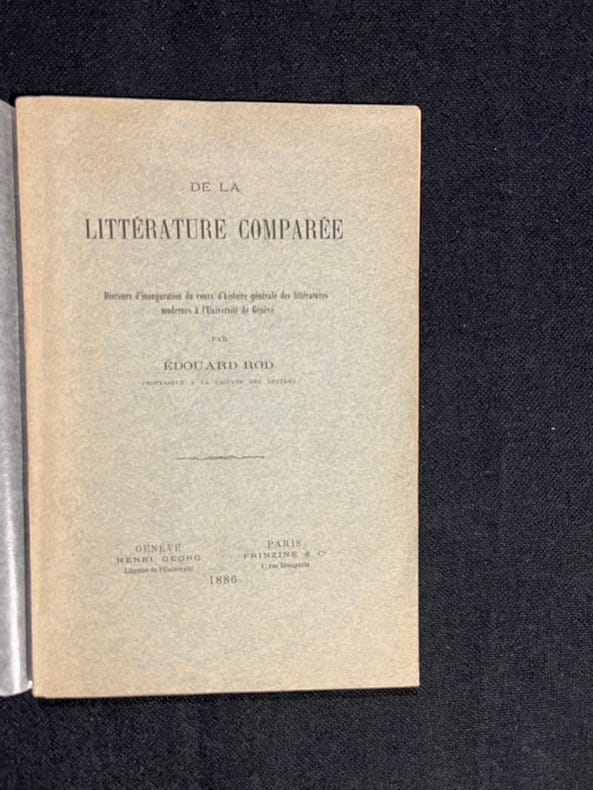 DE LA
LITTÉRATURE COMPARÉE
Discours d'inauguration du cours d'histoire générale des littératures
modernes à l'Université de Genève
PAR
ÉDOUARD ROD
PROFESSEUR A LA FACULTÉ DES LETTRES
GENÈVE
HENRI GEORG
Libraire de l'Université
PARIS
FRINZINE & Cie
1, rue Bonaparte
1886